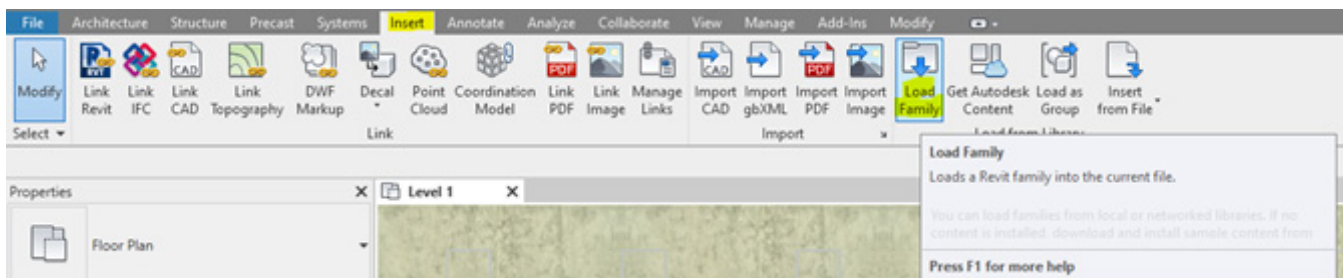 File Architecture Structure Precast Systems Insert Annotate Analyze Collaborate View Manage Add-Ins Modify
Modify Link Revit Link IFC Link CAD Link Topography DWF Markup Decal Point Cloud Coordination Model Link PDF Link Image Manage Links Import CAD Import gbXML Import PDF Import Image Load Family Get Autodesk Content Load as Group Insert from File
Select Link Import Load from Library
Load Family
Loads a Revit family into the current file.
You can load families from local or networked libraries. If no
content is installed, download and install sample content from
Press F1 for more help
Properties Level 1
Floor Plan